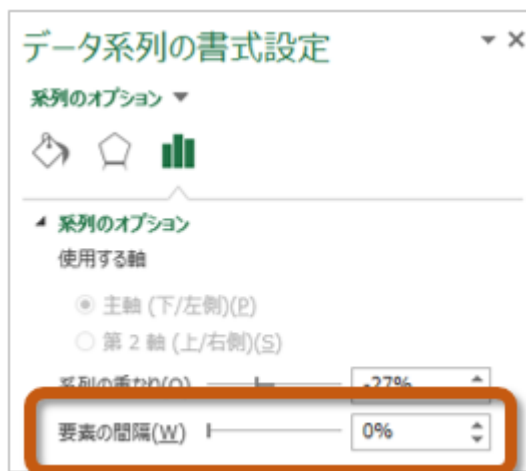 データ系列の書式設定
系列のオプション
系列のオプション
使用する軸
主軸 (下/左側)(P)
第 2 軸 (上/右側)(S)
系列の重なり(O) -27%
要素の間隔(W) 0%